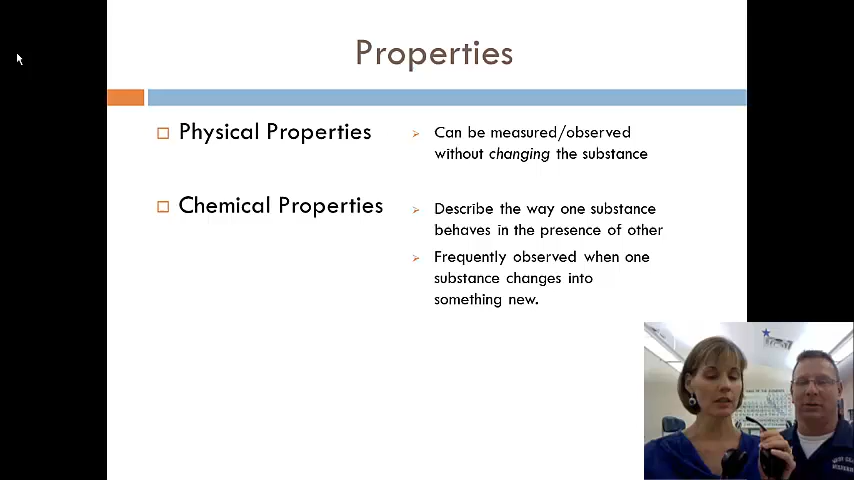 Properties
Physical Properties
Can be measured/observed
without changing the substance
Chemical Properties
Describe the way one substance
behaves in the presence of other
Frequently observed when one
substance changes into
something new.